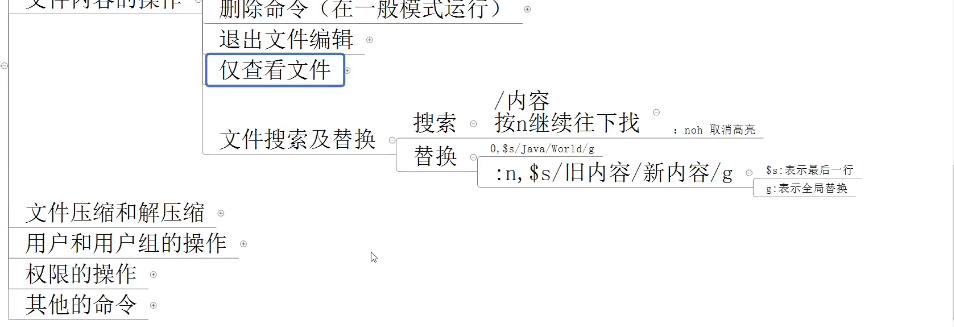 文件内容的操作
删除命令（在一般模式运行）
退出文件编辑
仅查看文件
文件搜索及替换
搜索
/内容
按n继续往下找
：noh 取消高亮
替换
0,$s/Java/World/g
:n,$s/旧内容/新内容/g
$s:表示最后一行
g:表示全局替换
文件压缩和解压缩
用户和用户组的操作
权限的操作
其他的命令